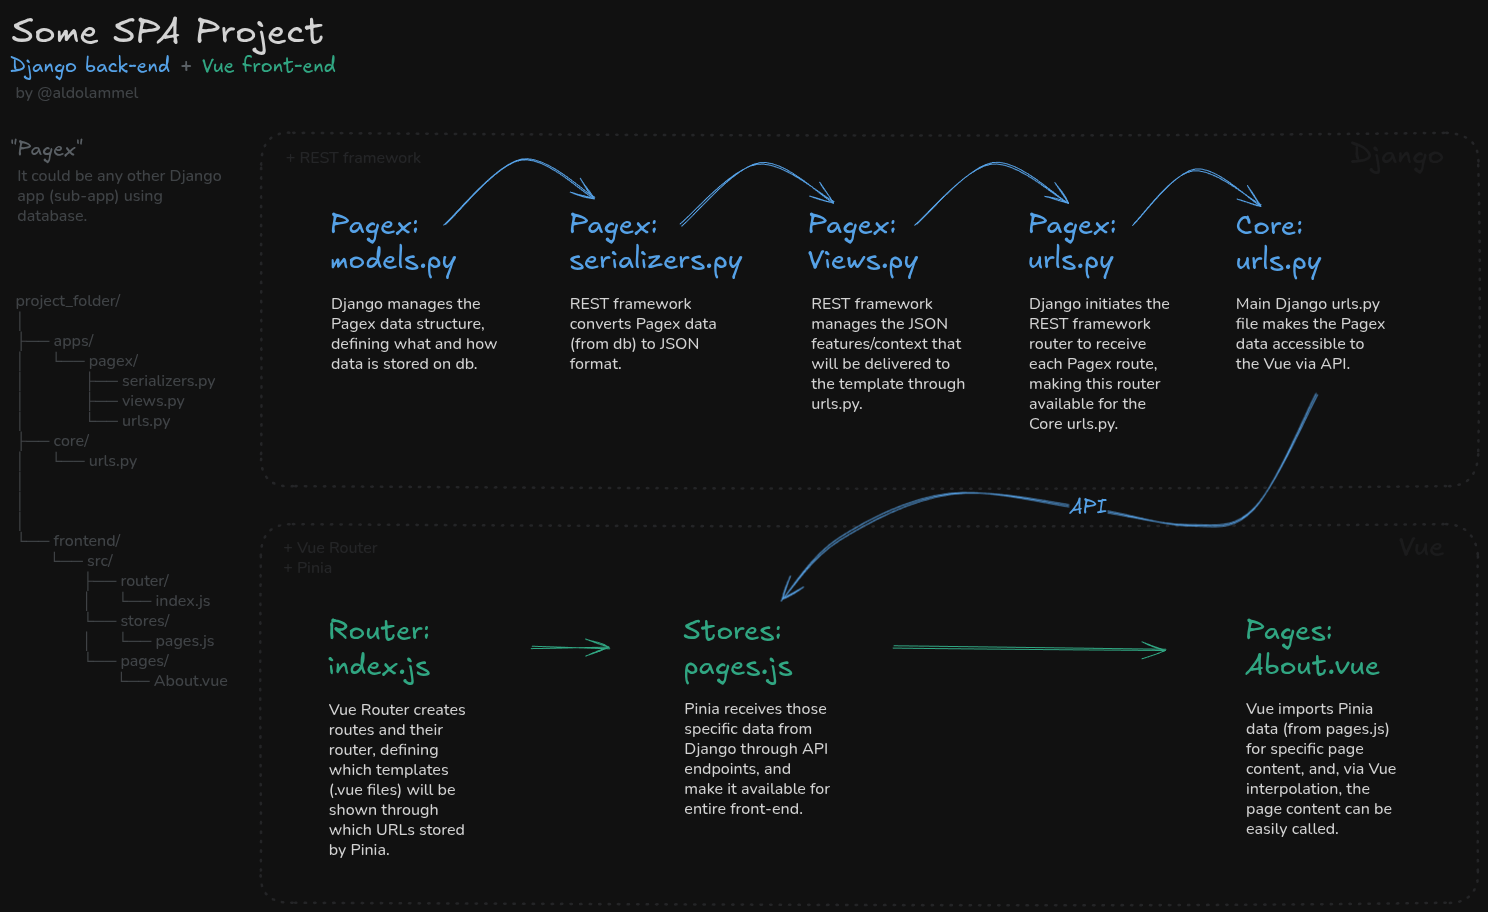 Some SPA Project
Django back-end + Vue front-end
by @aldolammel
"Pagex"
It could be any other Django
app (sub-app) using
database.
project_folder/
apps/
pagex/
serializers.py
views.py
urls.py
core/
urls.py
frontend/
src/
router/
index.js
stores/
pages.js
pages/
About.vue
+ REST framework
Django
Pagex:
models.py
Django manages the
Pagex data structure,
defining what and how
data is stored on db.
Pagex:
serializers.py
REST framework
converts Pagex data
(from db) to JSON
format.
Pagex:
Views.py
REST framework
manages the JSON
features/context that
will be delivered to
the template through
urls.py.
Pagex:
urls.py
Django initiates the
REST framework
router to receive
each Pagex route,
making this router
available for the
Core urls.py.
Core:
urls.py
Main Django urls.py
file makes the Pagex
data accessible to
the Vue via API.
API
+ Vue Router
+ Pinia
Vue
Router:
index.js
Vue Router creates
routes and their
router, defining
which templates
(.vue files) will be
shown through
which URLs stored
by Pinia.
Stores:
pages.js
Pinia receives those
specific data from
Django through API
endpoints, and
make it available for
entire front-end.
Pages:
About.vue
Vue imports Pinia
data (from pages.js)
for specific page
content, and, via Vue
interpolation, the
page content can be
easily called.